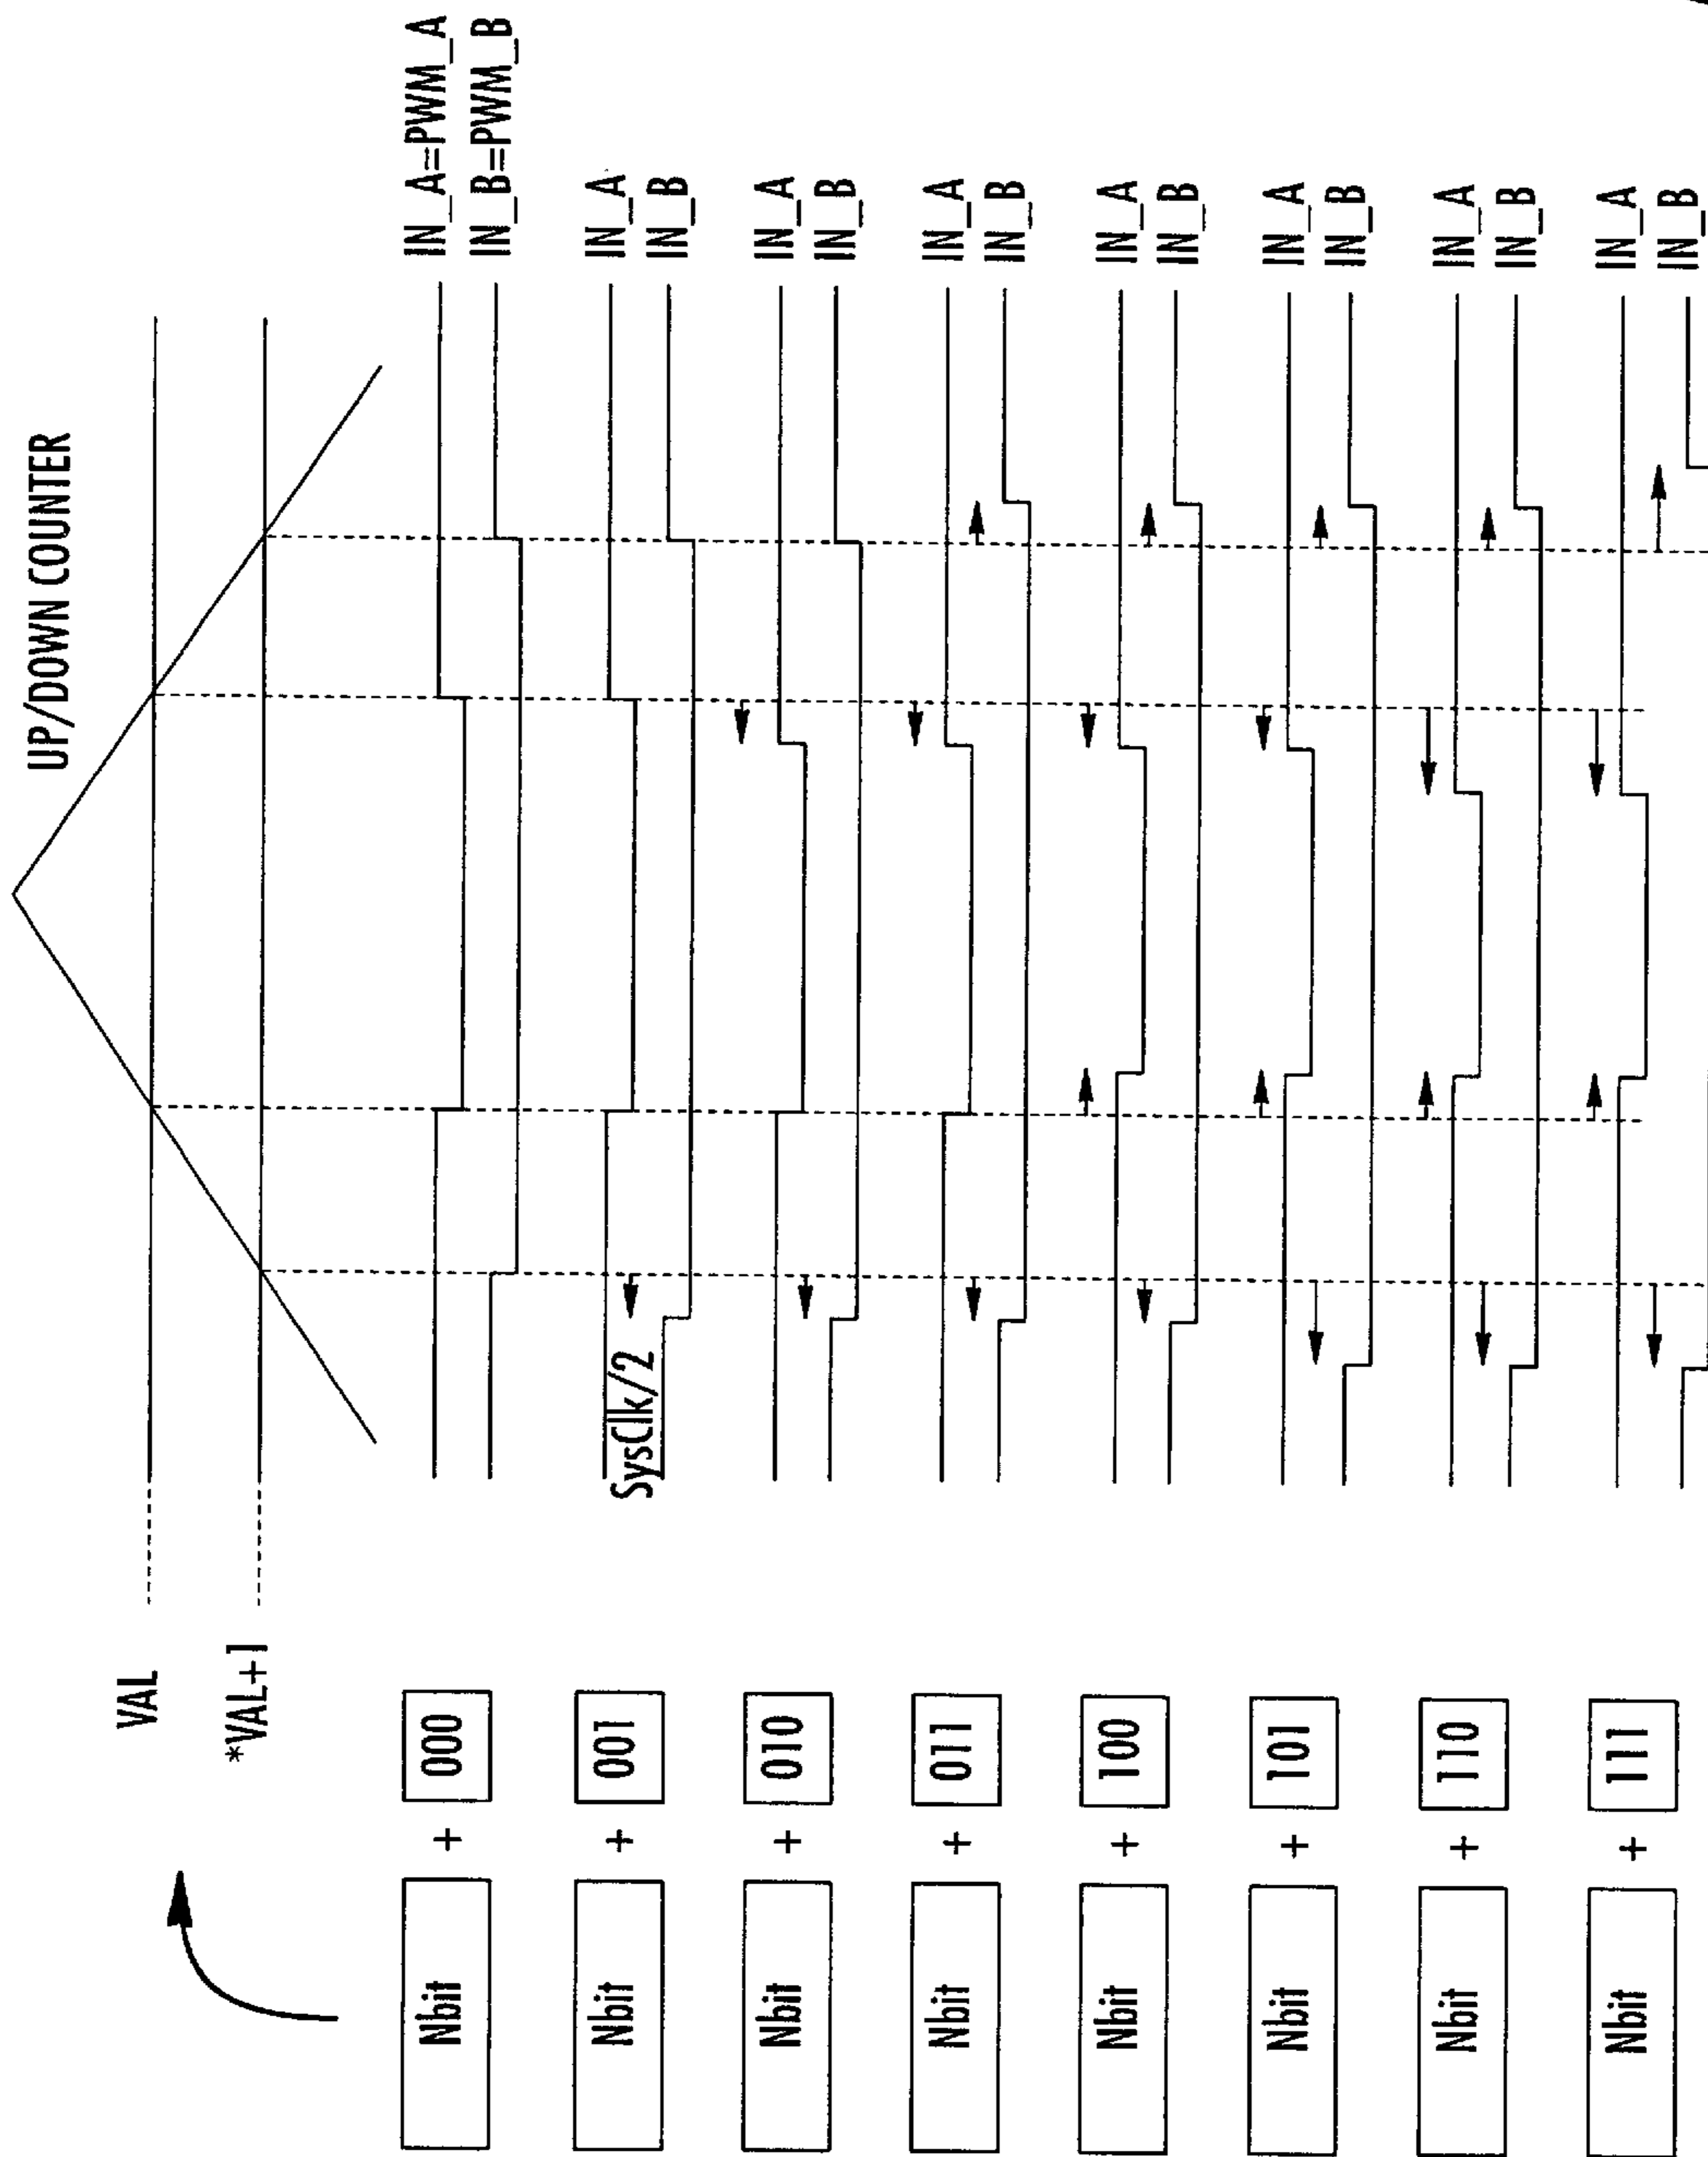 UP/DOWN COUNTER
VAL
*VAL+1
Nbit + 000 IN_A=PWM_A
IN_B=PWM_B
Nbit + 001 SysClk/2 IN_A
IN_B
Nbit + 010 IN_A
IN_B
Nbit + 011 IN_A
IN_B
Nbit + 100 IN_A
IN_B
Nbit + 101 IN_A
IN_B
Nbit + 110 IN_A
IN_B
Nbit + 111 IN_A
IN_B